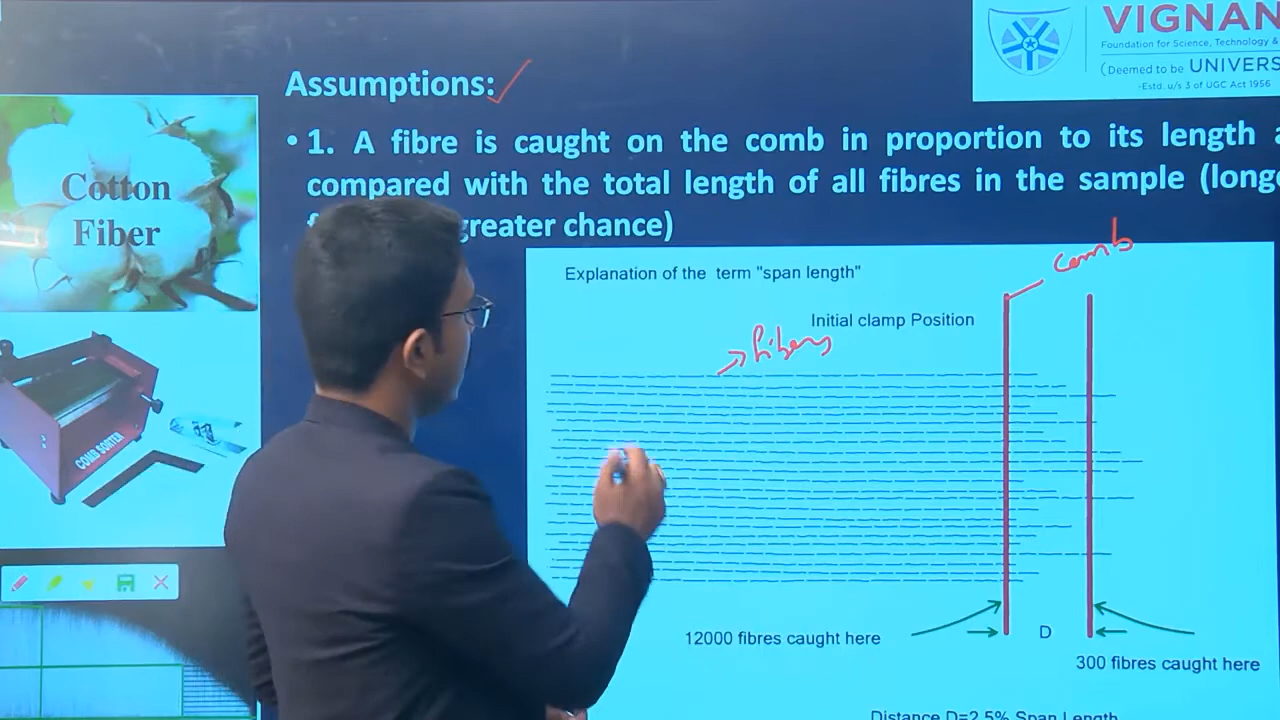 VIGNAN
Foundation for Science, Technology &
(Deemed to be UNIVERS
-Estd. u/s 3 of UGC Act 1956
Assumptions:
• 1. A fibre is caught on the comb in proportion to its length
compared with the total length of all fibres in the sample (longe
greater chance)
Cotton
Fiber
COMB SORTER
comb
Explanation of the term "span length"
Initial clamp Position
fibers
12000 fibres caught here
D
300 fibres caught here
Distance D=2.5% Span Length